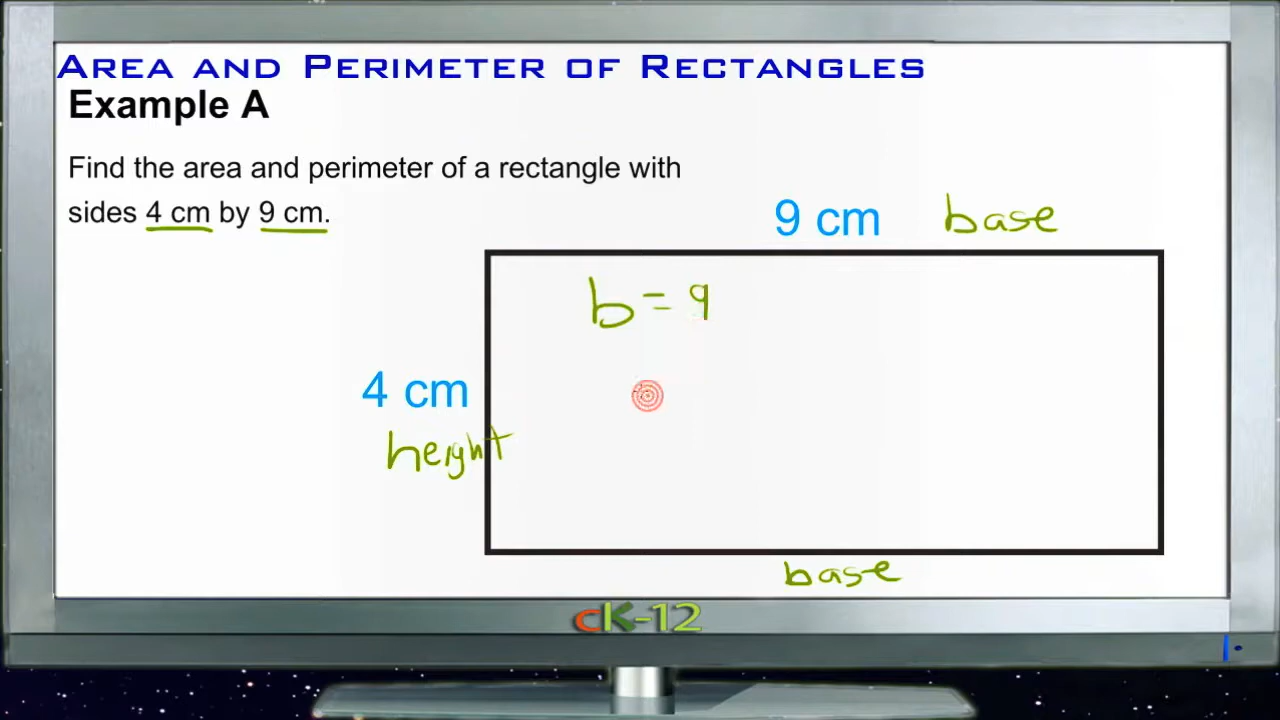 AREA AND PERIMETER OF RECTANGLES
Example A
Find the area and perimeter of a rectangle with
sides 4 cm by 9 cm.
9 cm base
b = 9
4 cm
height
base
cK-12